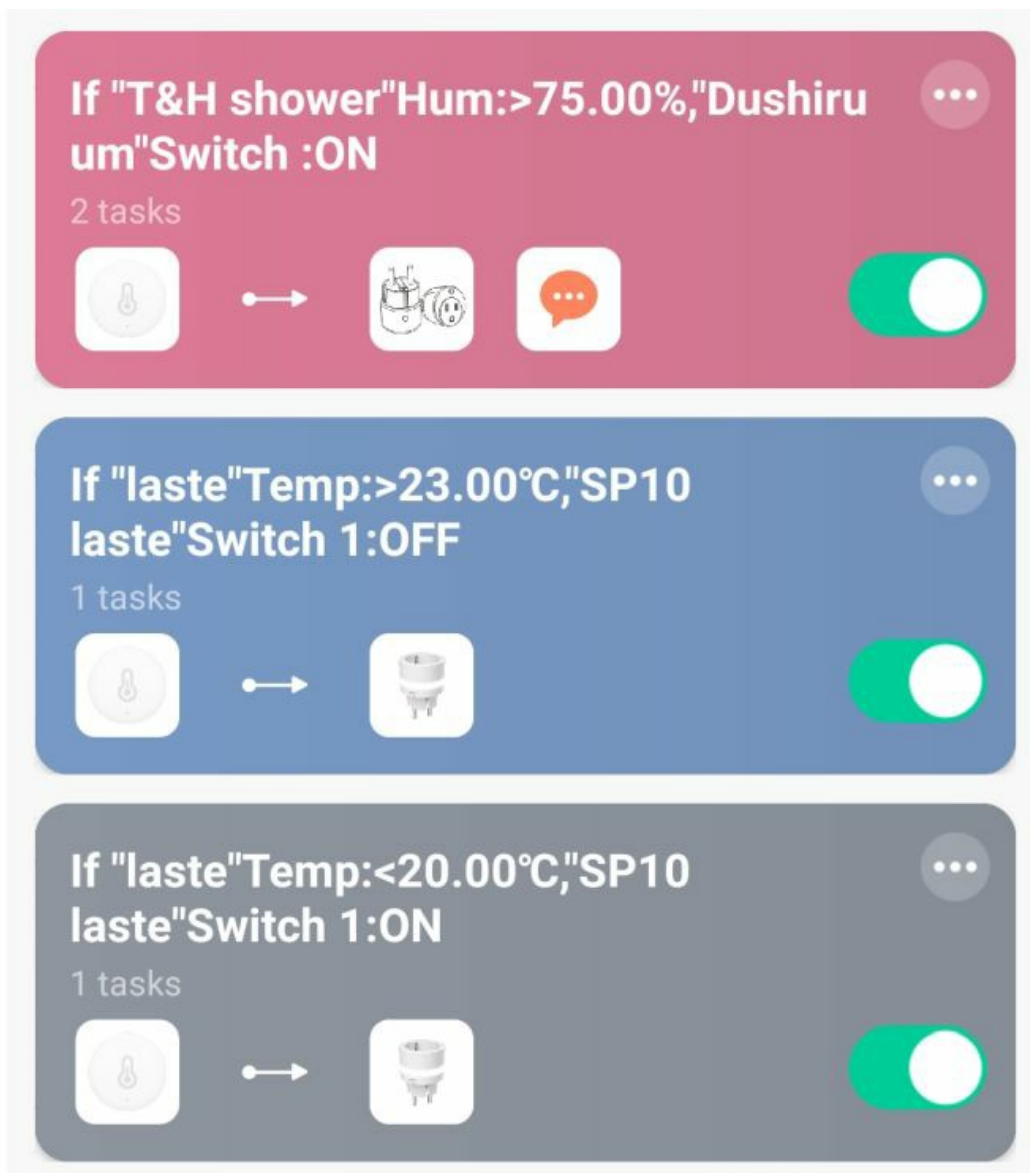 If "T&H shower"Hum:>75.00%,"Dushiru
um"Switch :ON
2 tasks
If "laste"Temp:>23.00℃,"SP10
laste"Switch 1:OFF
1 tasks
If "laste"Temp:<20.00℃,"SP10
laste"Switch 1:ON
1 tasks